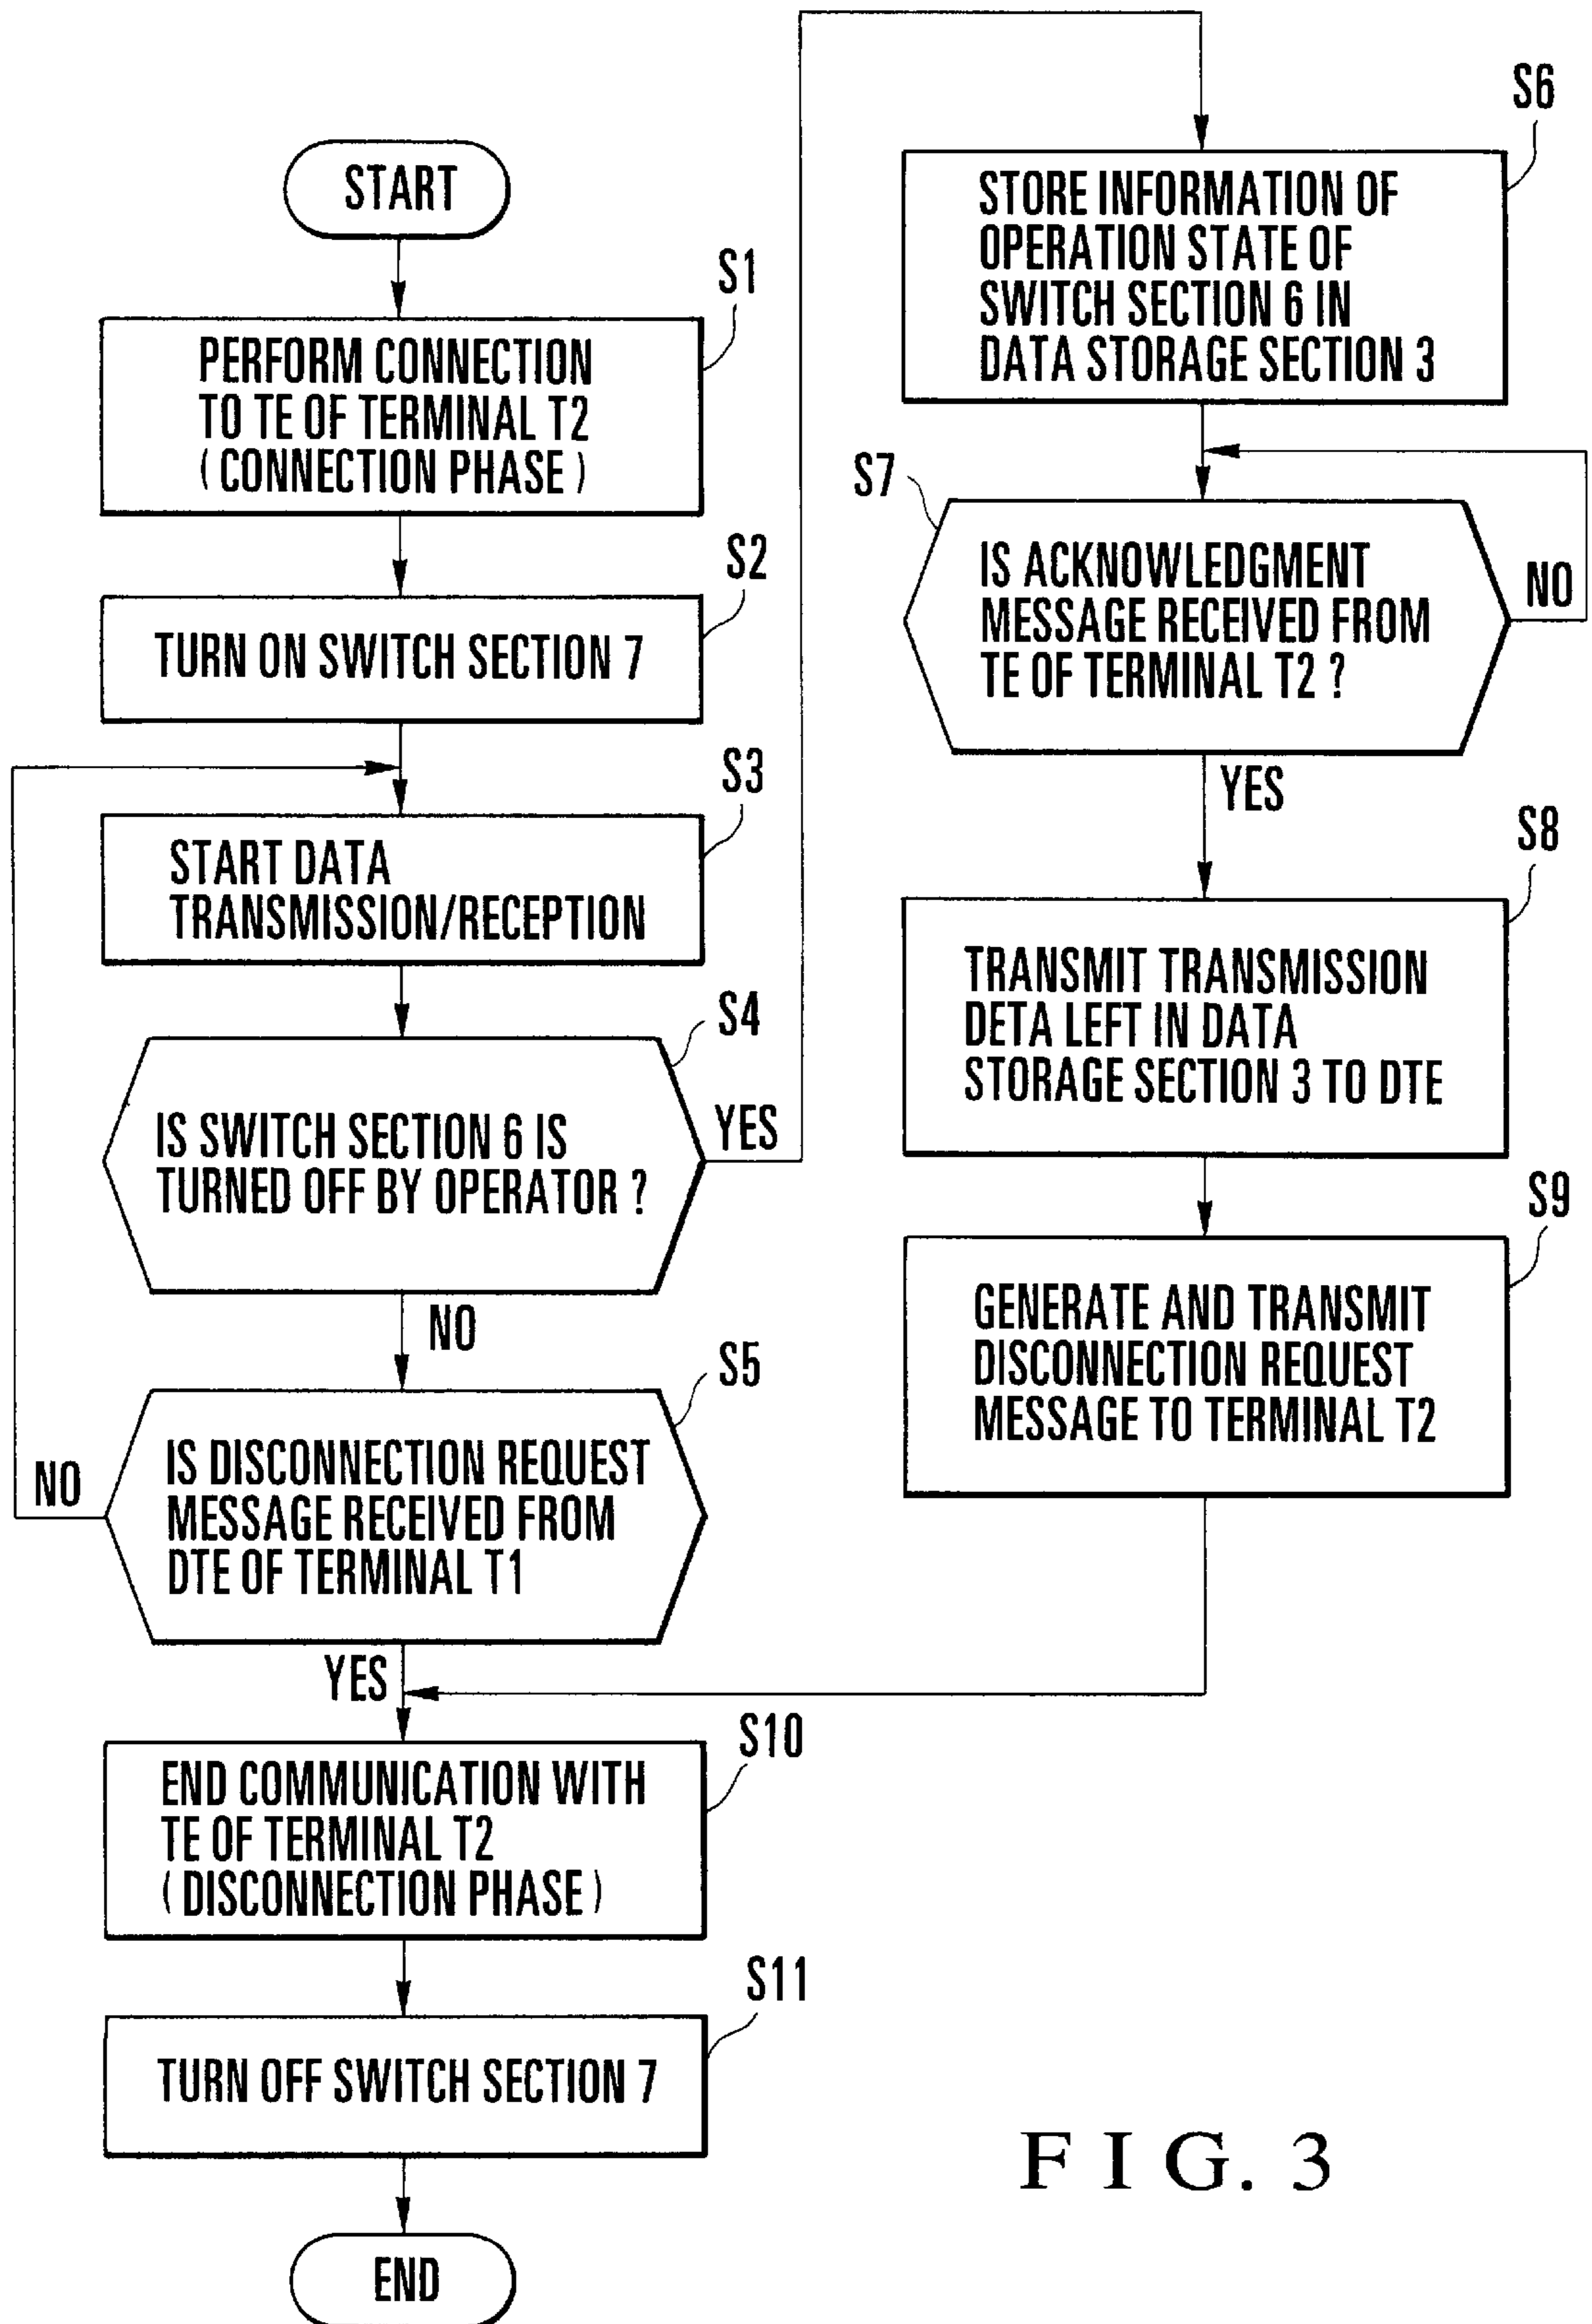 START
S1
PERFORM CONNECTION
TO TE OF TERMINAL T2
(CONNECTION PHASE)
S2
TURN ON SWITCH SECTION 7
S3
START DATA
TRANSMISSION/RECEPTION
S4
IS SWITCH SECTION 6 IS
TURNED OFF BY OPERATOR ?
YES
NO
S5
IS DISCONNECTION REQUEST
MESSAGE RECEIVED FROM
DTE OF TERMINAL T1
NO
YES
S6
STORE INFORMATION OF
OPERATION STATE OF
SWITCH SECTION 6 IN
DATA STORAGE SECTION 3
S7
IS ACKNOWLEDGMENT
MESSAGE RECEIVED FROM
TE OF TERMINAL T2 ?
NO
YES
S8
TRANSMIT TRANSMISSION
DETA LEFT IN DATA
STORAGE SECTION 3 TO DTE
S9
GENERATE AND TRANSMIT
DISCONNECTION REQUEST
MESSAGE TO TERMINAL T2
S10
END COMMUNICATION WITH
TE OF TERMINAL T2
(DISCONNECTION PHASE)
S11
TURN OFF SWITCH SECTION 7
END
FIG. 3